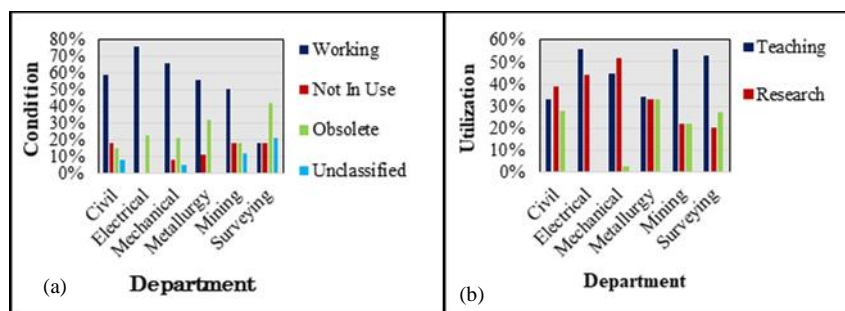 80%
70%
60%
50%
40%
30%
20%
10%
0%
Condition
Civil
Electrical
Mechanical
Metallurgy
Mining
Surveying
Department
(a)
Working
Not In Use
Obsolete
Unclassified
60%
50%
40%
30%
20%
10%
0%
Utilization
Civil
Electrical
Mechanical
Metallurgy
Mining
Surveying
Department
(b)
Teaching
Research